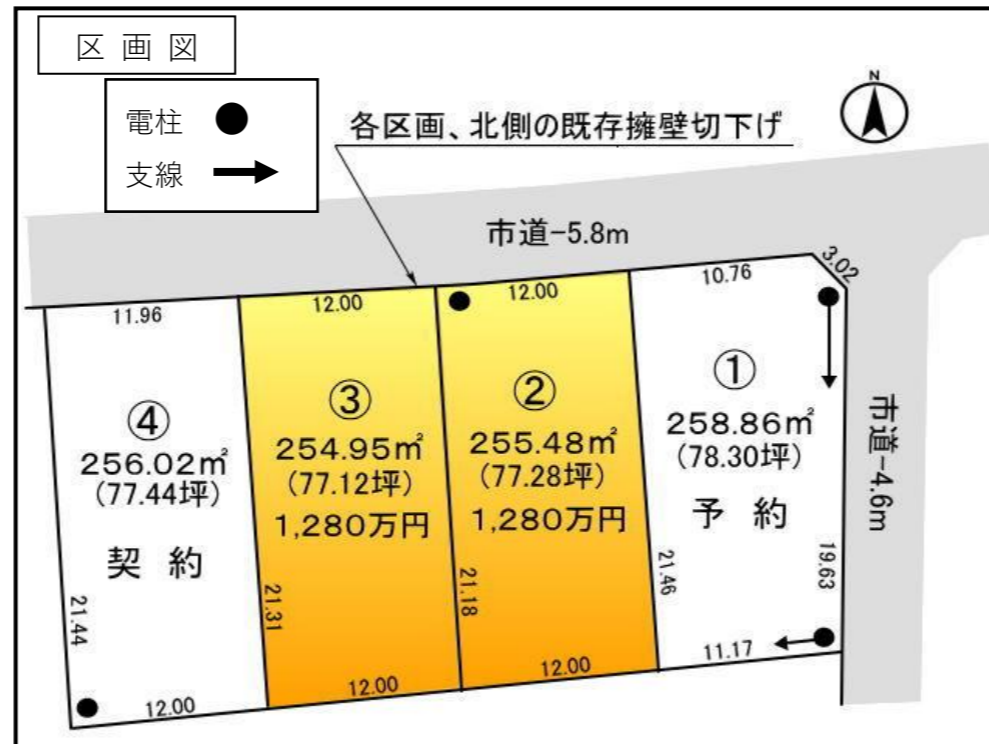 区画図
電柱
支線
各区画、北側の既存擁壁切下げ
N
市道-5.8m
市道-4.6m
11.96
12.00
12.00
10.76
3.02
④
256.02㎡
(77.44坪)
契約
21.44
12.00
③
254.95㎡
(77.12坪)
1,280万円
21.31
12.00
②
255.48㎡
(77.28坪)
1,280万円
21.18
12.00
①
258.86㎡
(78.30坪)
予約
21.46
19.63
11.17